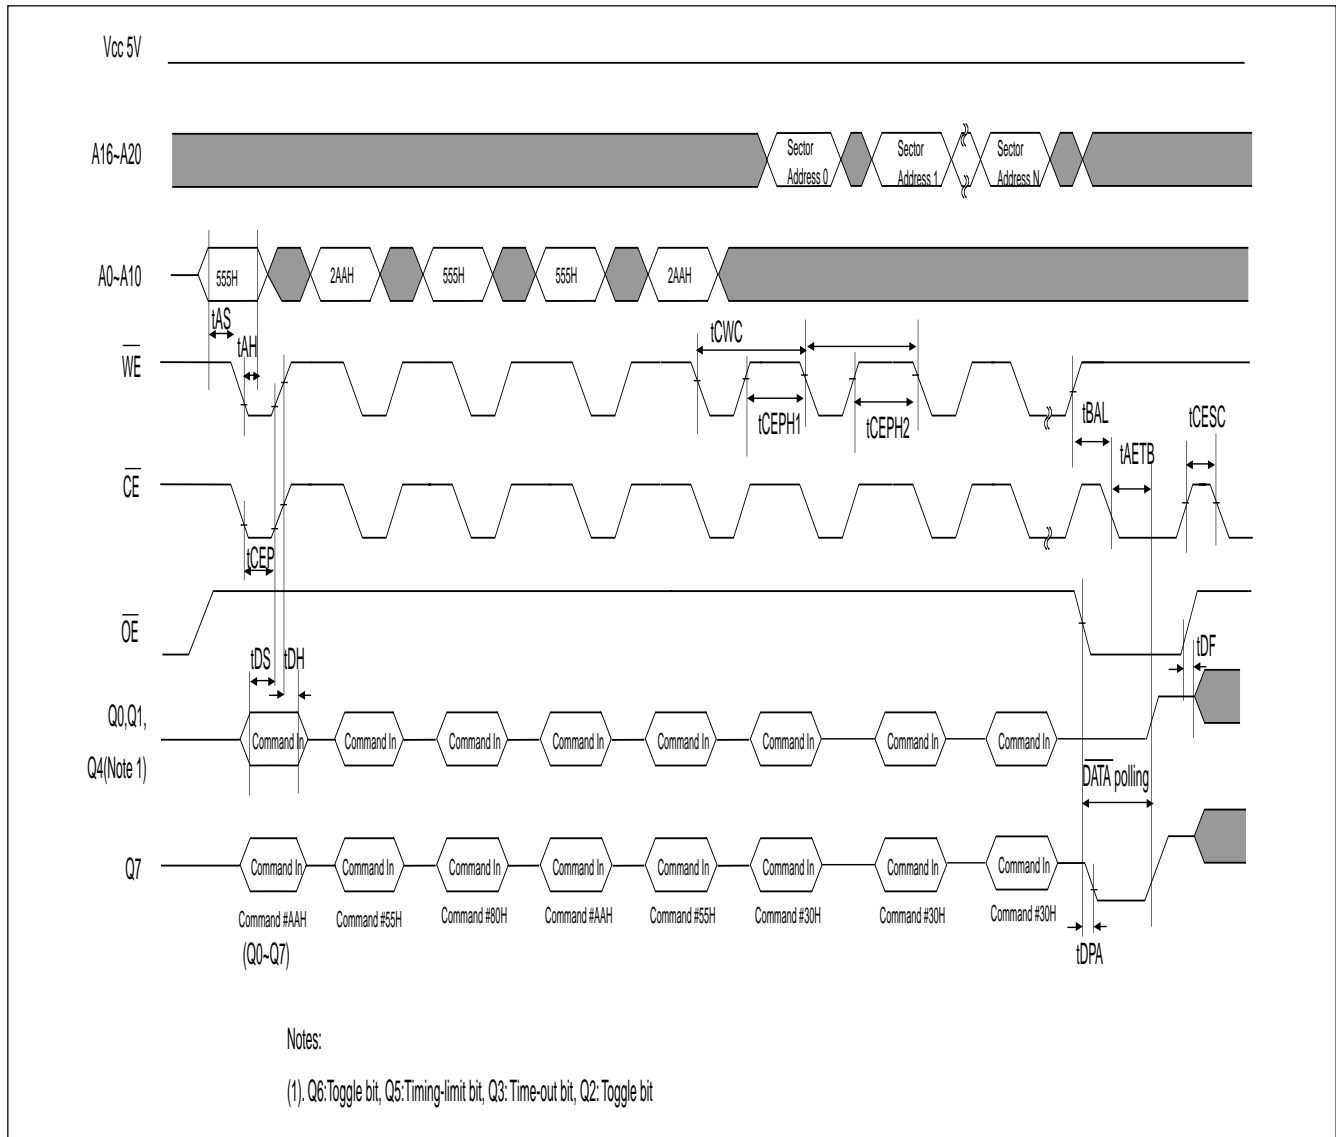 Vcc 5V
A16~A20
Sector
Address 0
Sector
Address 1
Sector
Address N
A0~A10
555H
2AAH
555H
555H
2AAH
tAS
tAH
tCWC
WE
tCEPH1
tCEPH2
tBAL
tCESC
tAETB
CE
tCEP
OE
tDS
tDH
tDF
Q0,Q1,
Q4(Note 1)
Command In
Command In
Command In
Command In
Command In
Command In
Command In
Command In
DATA polling
Q7
Command In
Command In
Command In
Command In
Command In
Command In
Command In
Command In
Command #AAH
Command #55H
Command #80H
Command #AAH
Command #55H
Command #30H
Command #30H
Command #30H
(Q0~Q7)
tDPA
Notes:
(1). Q6:Toggle bit, Q5:Timing-limit bit, Q3: Time-out bit, Q2: Toggle bit